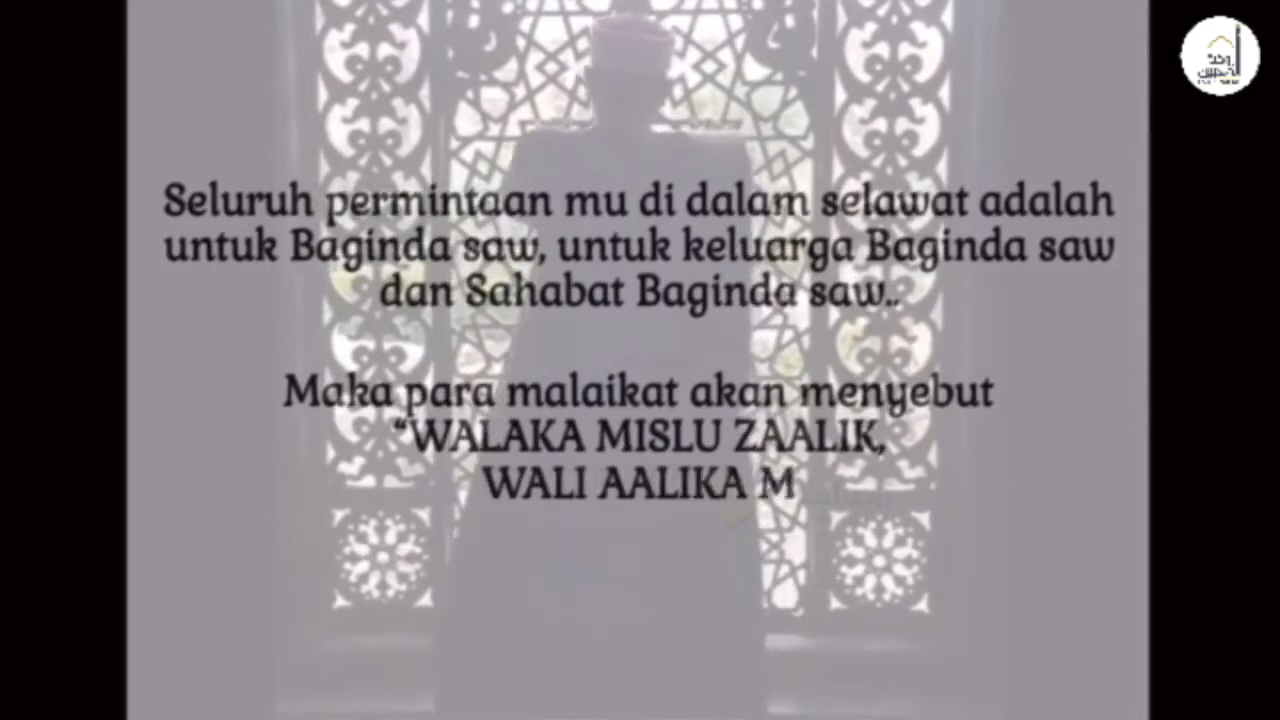 Seluruh permintaan mu di dalam selawat adalah
untuk Baginda saw, untuk keluarga Baginda saw
dan Sahabat Baginda saw..
Maka para malaikat akan menyebut
“WALAKA MISLU ZAALIK,
WALI AALIKA M